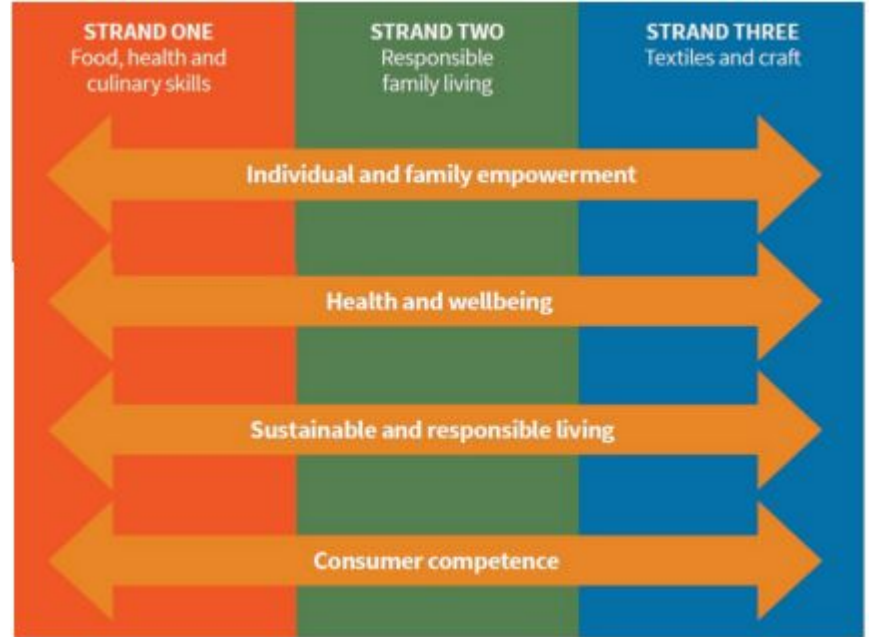 STRAND ONE
Food, health and
culinary skills
STRAND TWO
Responsible
family living
STRAND THREE
Textiles and craft
Individual and family empowerment
Health and wellbeing
Sustainable and responsible living
Consumer competence